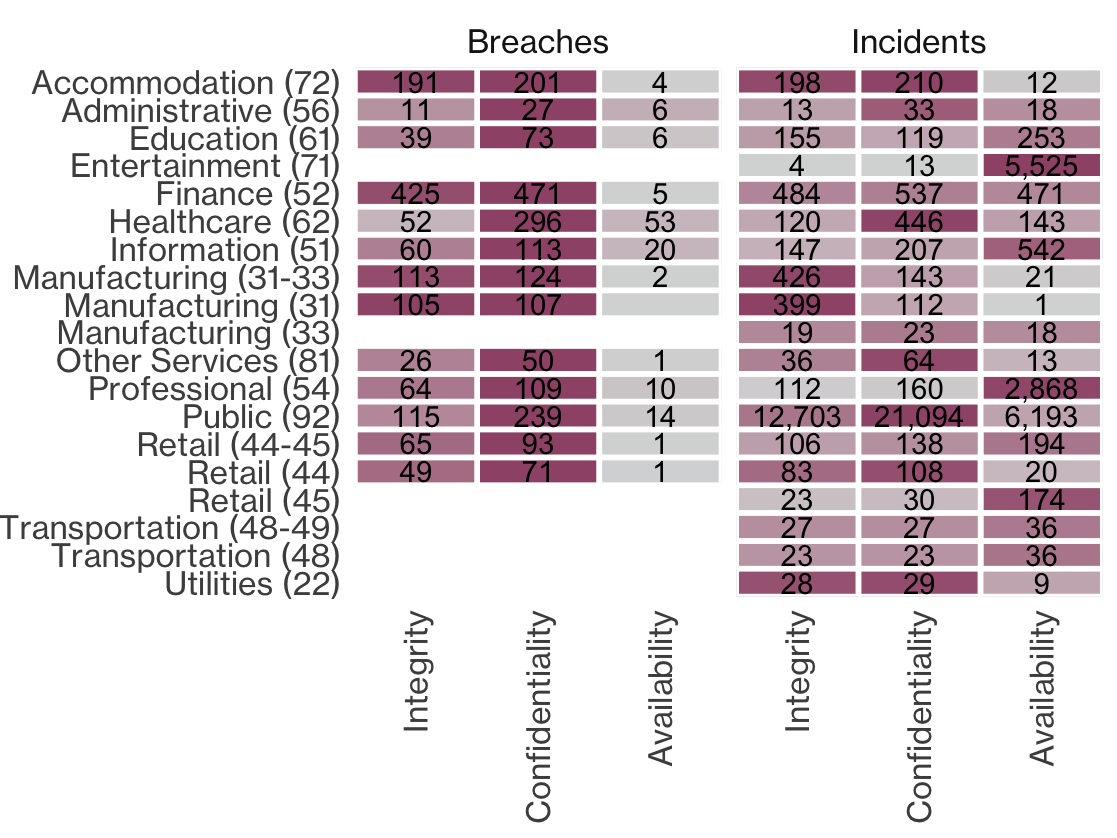 Breaches Incidents
Accommodation (72) 191 201 4 198 210 12
Administrative (56) 11 27 6 13 33 18
Education (61) 39 73 6 155 119 253
Entertainment (71) 4 13 5,525
Finance (52) 425 471 5 484 537 471
Healthcare (62) 52 296 53 120 446 143
Information (51) 60 113 20 147 207 542
Manufacturing (31-33) 113 124 2 426 143 21
Manufacturing (31) 105 107 399 112 1
Manufacturing (33) 19 23 18
Other Services (81) 26 50 1 36 64 13
Professional (54) 64 109 10 112 160 2,868
Public (92) 115 239 14 12,703 21,094 6,193
Retail (44-45) 65 93 1 106 138 194
Retail (44) 49 71 1 83 108 20
Retail (45) 23 30 174
Transportation (48-49) 27 27 36
Transportation (48) 23 23 36
Utilities (22) 28 29 9
Integrity Confidentiality Availability Integrity Confidentiality Availability